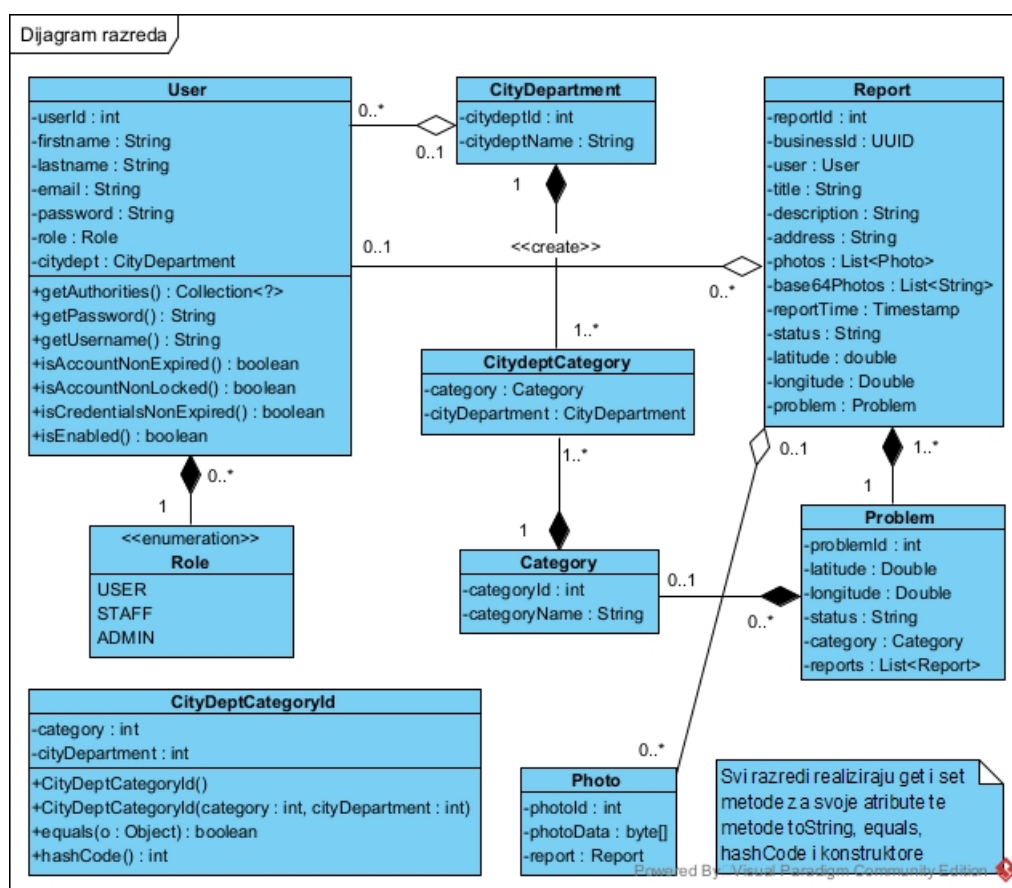 Dijagram razreda
User
-userId : int
-firstname : String
-lastname : String
-email : String
-password : String
-role : Role
-citydept : CityDepartment
+getAuthorities() : Collection<?>
+getPassword() : String
+getUsername() : String
+isAccountNonExpired() : boolean
+isAccountNonLocked() : boolean
+isCredentialsNonExpired() : boolean
+isEnabled() : boolean
0..*
0..1
CityDepartment
-citydeptId : int
-citydeptName : String
1
<<create>>
0..1
0..*
1..*
Report
-reportId : int
-businessId : UUID
-user : User
-title : String
-description : String
-address : String
-photos : List<Photo>
-base64Photos : List<String>
-reportTime : Timestamp
-status : String
-latitude : double
-longitude : Double
-problem : Problem
CitydeptCategory
-category : Category
-cityDepartment : CityDepartment
0..*
1
1..*
1
0..1
1..*
1
<<enumeration>>
Role
USER
STAFF
ADMIN
Category
-categoryId : int
-categoryName : String
0..1
0..*
Problem
-problemId : int
-latitude : Double
-longitude : Double
-status : String
-category : Category
-reports : List<Report>
CityDeptCategoryId
-category : int
-cityDepartment : int
+CityDeptCategoryId()
+CityDeptCategoryId(category : int, cityDepartment : int)
+equals(o : Object) : boolean
+hashCode() : int
0..*
Photo
-photoId : int
-photoData : byte[]
-report : Report
Svi razredi realiziraju get i set
metode za svoje atribute te
metode toString, equals,
hashCode i konstruktore
Powered By Visual Paradigm Community Edition